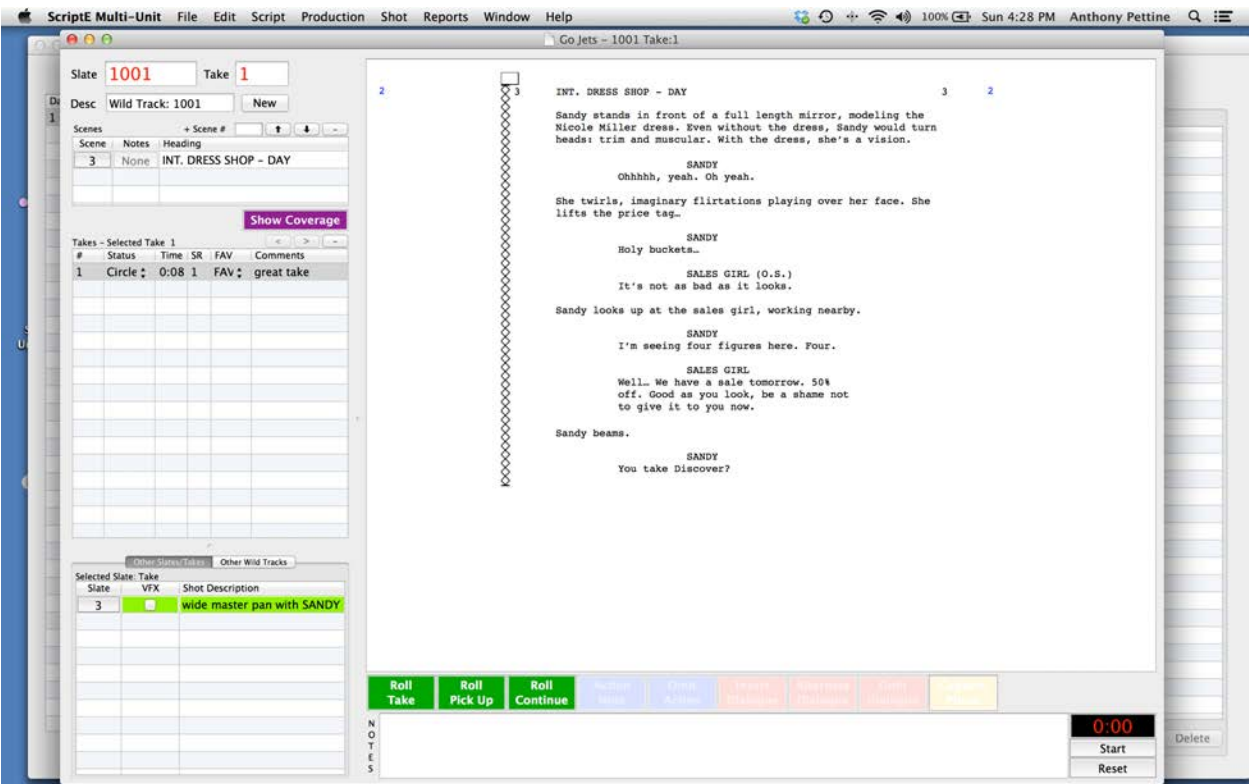 ScriptE Multi-Unit File Edit Script Production Shot Reports Window Help 100% Sun 4:28 PM Anthony Pettine
Go Jets - 1001 Take:1
Slate 1001 Take 1
Desc Wild Track: 1001 New
Scenes + Scene # -
Scene Notes Heading
3 None INT. DRESS SHOP - DAY
Show Coverage
Takes - Selected Take 1 < > -
# Status Time SR FAV Comments
1 Circle 0:08 1 FAV great take
Other Slates/Takes Other Wild Tracks
Selected Slate: Take
Slate VFX Shot Description
3 wide master pan with SANDY
2 3 INT. DRESS SHOP - DAY 3 2
Sandy stands in front of a full length mirror, modeling the
Nicole Miller dress. Even without the dress, Sandy would turn
heads: trim and muscular. With the dress, she's a vision.
SANDY
Ohhhhh, yeah. Oh yeah.
She twirls, imaginary flirtations playing over her face. She
lifts the price tag…
SANDY
Holy buckets…
SALES GIRL (O.S.)
It's not as bad as it looks.
Sandy looks up at the sales girl, working nearby.
SANDY
I'm seeing four figures here. Four.
SALES GIRL
Well… We have a sale tomorrow. 50%
off. Good as you look, be a shame not
to give it to you now.
Sandy beams.
SANDY
You take Discover?
Roll Roll Roll
Take Pick Up Continue
NOTES
0:00
Start
Reset
Delete